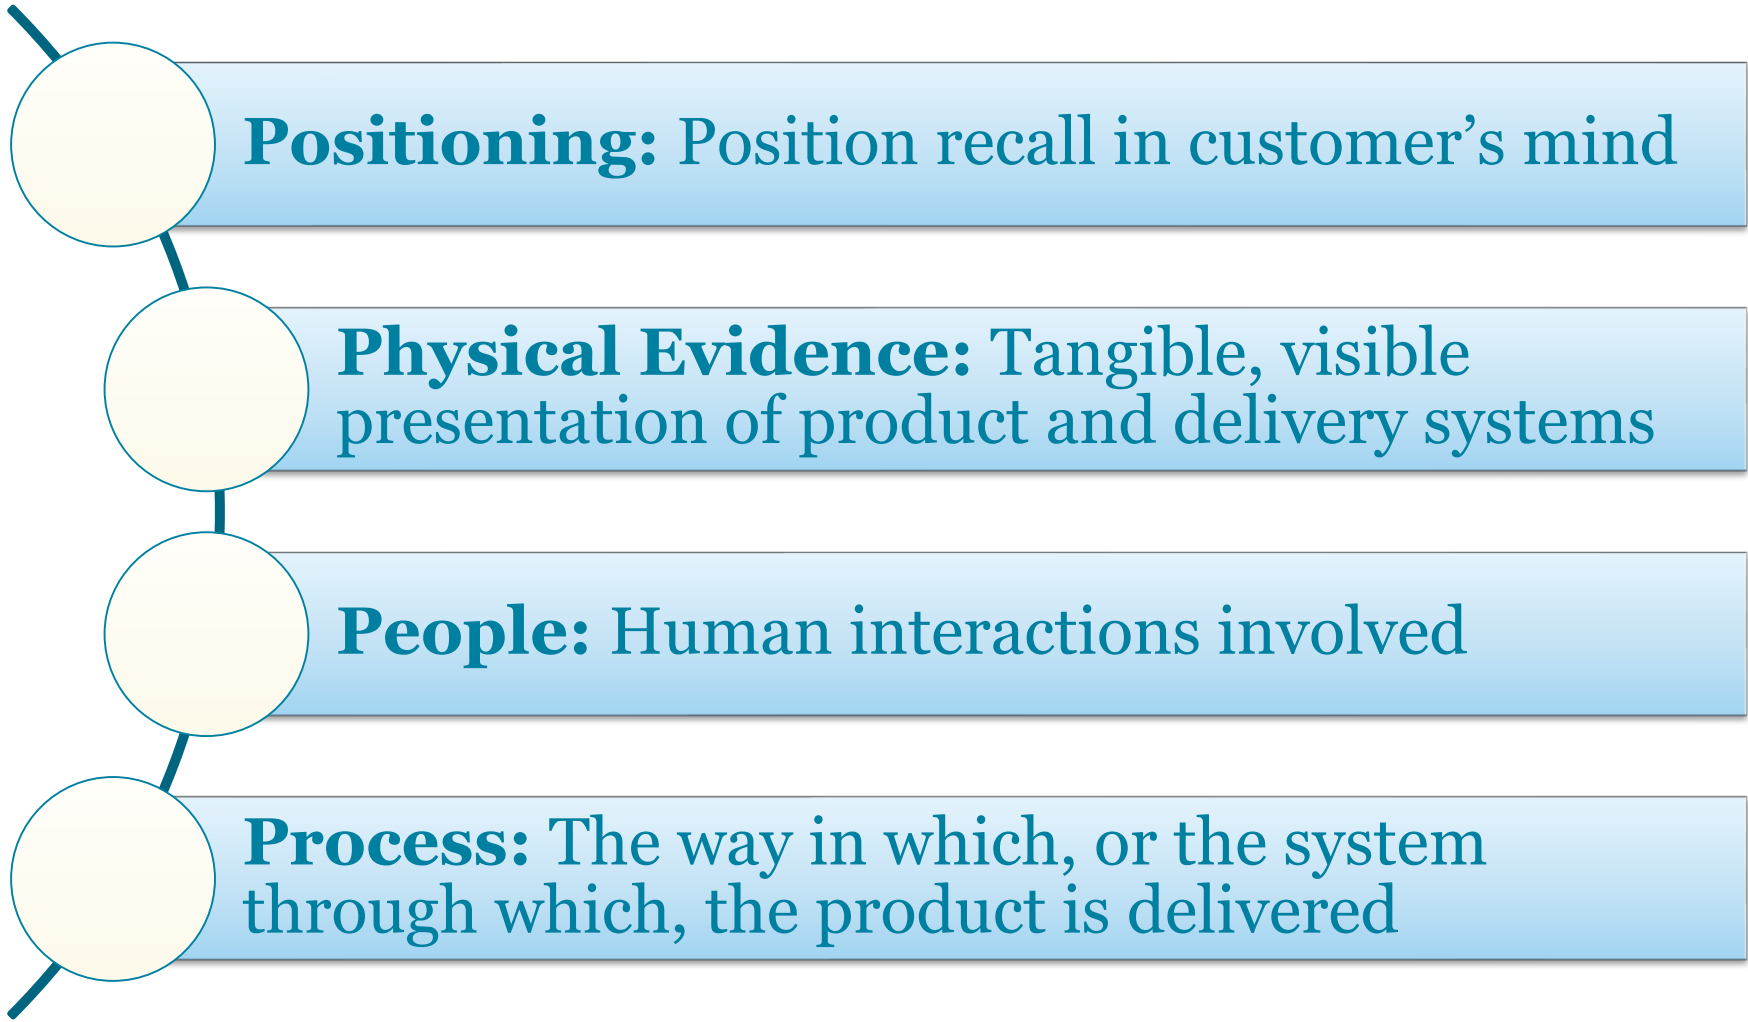 Positioning: Position recall in customer’s mind
Physical Evidence: Tangible, visible
presentation of product and delivery systems
People: Human interactions involved
Process: The way in which, or the system
through which, the product is delivered